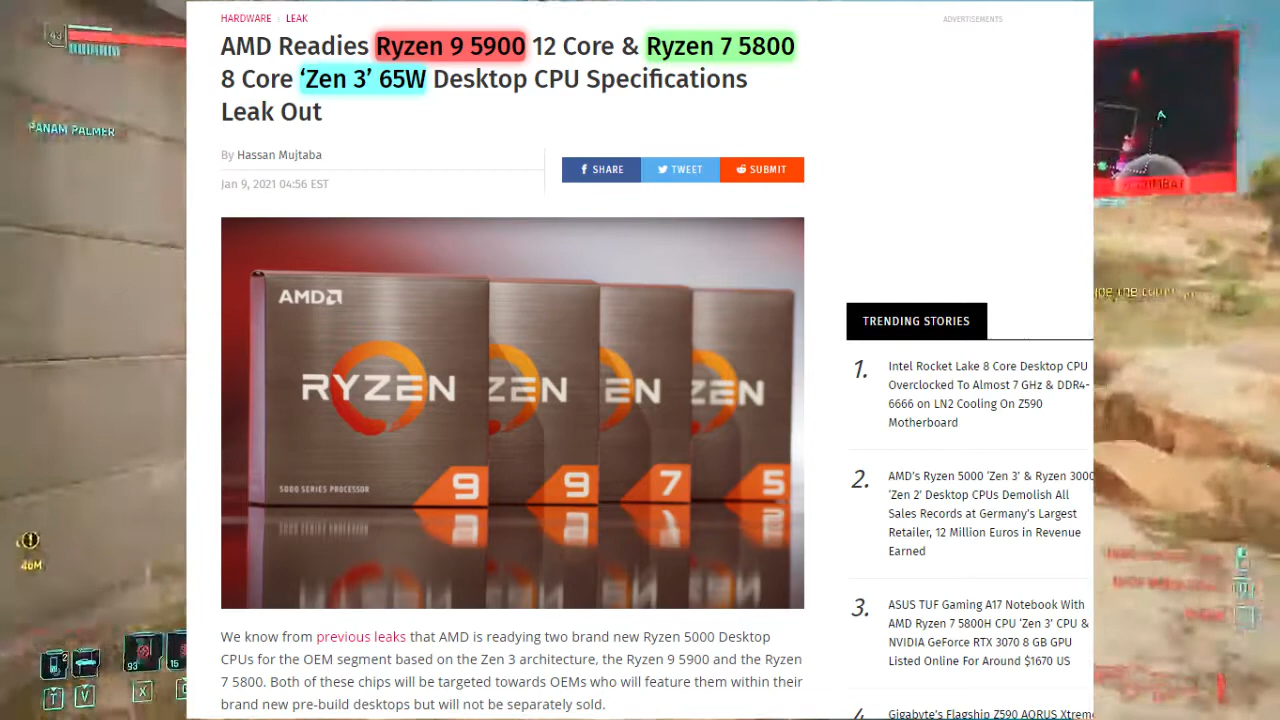 HARDWARE : LEAK
ADVERTISEMENTS
AMD Readies Ryzen 9 5900 12 Core & Ryzen 7 5800
8 Core ‘Zen 3’ 65W Desktop CPU Specifications
Leak Out
By Hassan Mujtaba
Jan 9, 2021 04:56 EST
SHARE
TWEET
SUBMIT
AMD
RYZEN
ZEN
EN
ZEN
5000 SERIES PROCESSOR
9
9
7
5
We know from previous leaks that AMD is readying two brand new Ryzen 5000 Desktop
CPUs for the OEM segment based on the Zen 3 architecture, the Ryzen 9 5900 and the Ryzen
7 5800. Both of these chips will be targeted towards OEMs who will feature them within their
brand new pre-build desktops but will not be separately sold.
TRENDING STORIES
1.
Intel Rocket Lake 8 Core Desktop CPU
Overclocked To Almost 7 GHz & DDR4-
6666 on LN2 Cooling On Z590
Motherboard
2.
AMD's Ryzen 5000 ‘Zen 3’ & Ryzen 3000
‘Zen 2’ Desktop CPUs Demolish All
Sales Records at Germany's Largest
Retailer, 12 Million Euros in Revenue
Earned
3.
ASUS TUF Gaming A17 Notebook With
AMD Ryzen 7 5800H CPU ‘Zen 3’ CPU &
NVIDIA GeForce RTX 3070 8 GB GPU
Listed Online For Around $1670 US
4.
Gigabyte's Flagship Z590 AORUS Xtreme
43
PANAM PALMER
COMBAT
46M
2
93
15
T
V
X